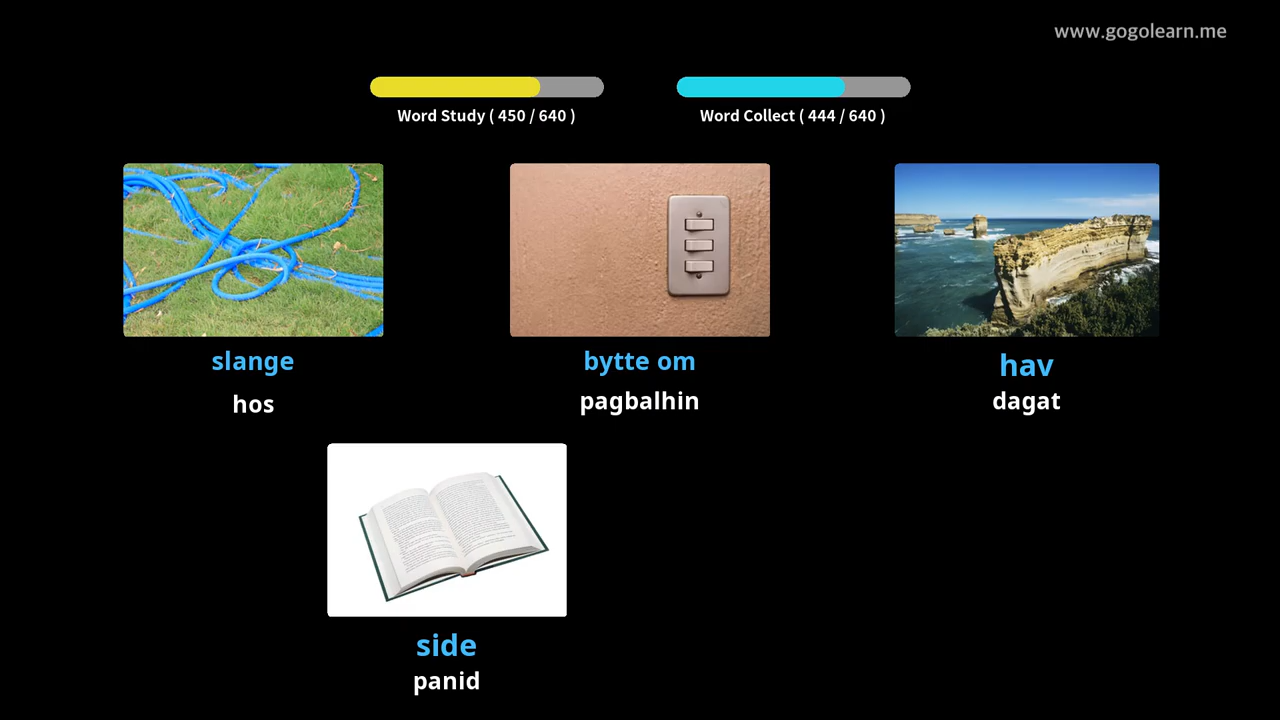 www.gogolearn.me
Word Study ( 450 / 640 )
Word Collect ( 444 / 640 )
slange
hos
bytte om
pagbalhin
hav
dagat
side
panid